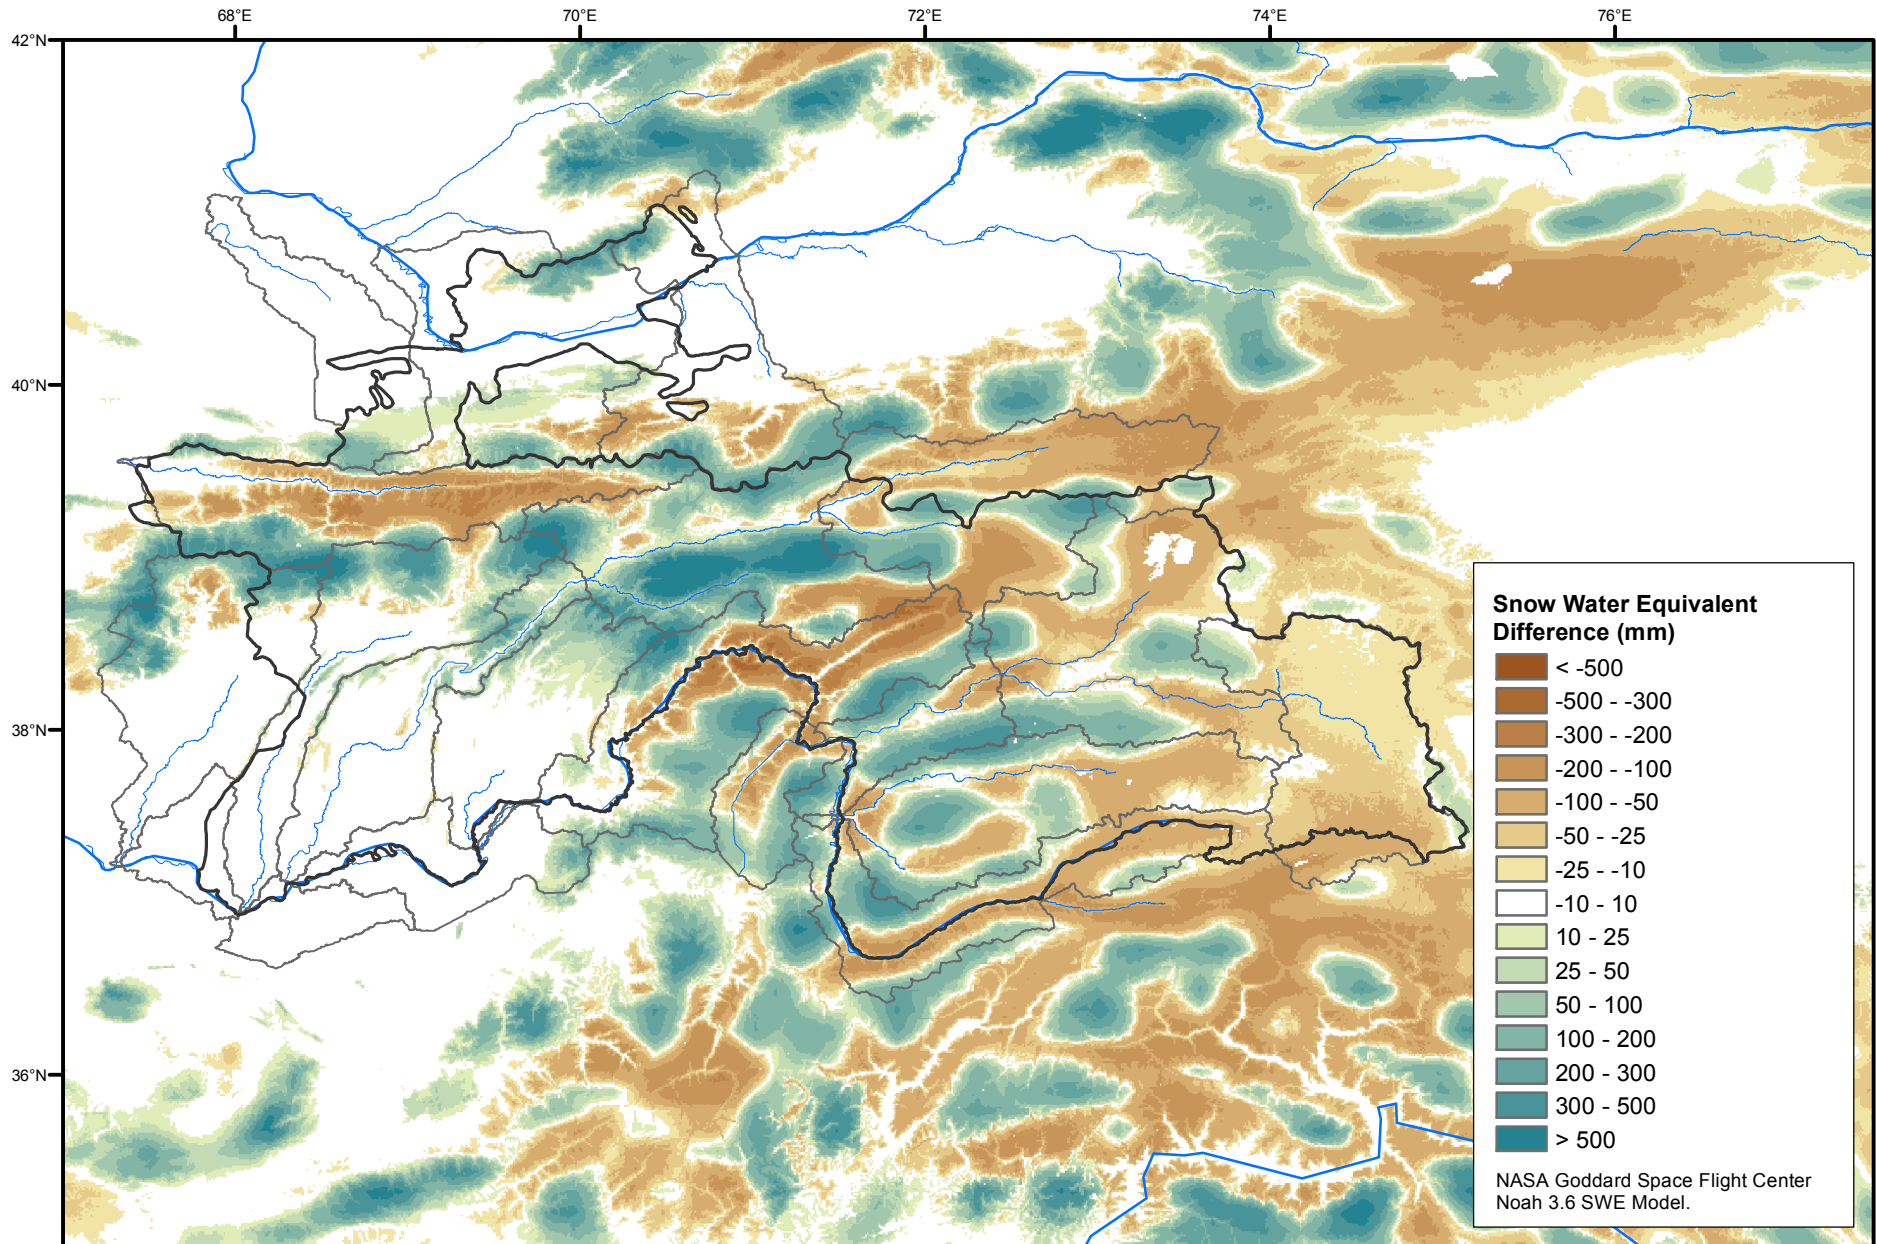 68°E
70°E
72°E
74°E
76°E
42°N
40°N
38°N
36°N
Snow Water Equivalent
Difference (mm)
< -500
-500 - -300
-300 - -200
-200 - -100
-100 - -50
-50 - -25
-25 - -10
-10 - 10
10 - 25
25 - 50
50 - 100
100 - 200
200 - 300
300 - 500
> 500
NASA Goddard Space Flight Center
Noah 3.6 SWE Model.